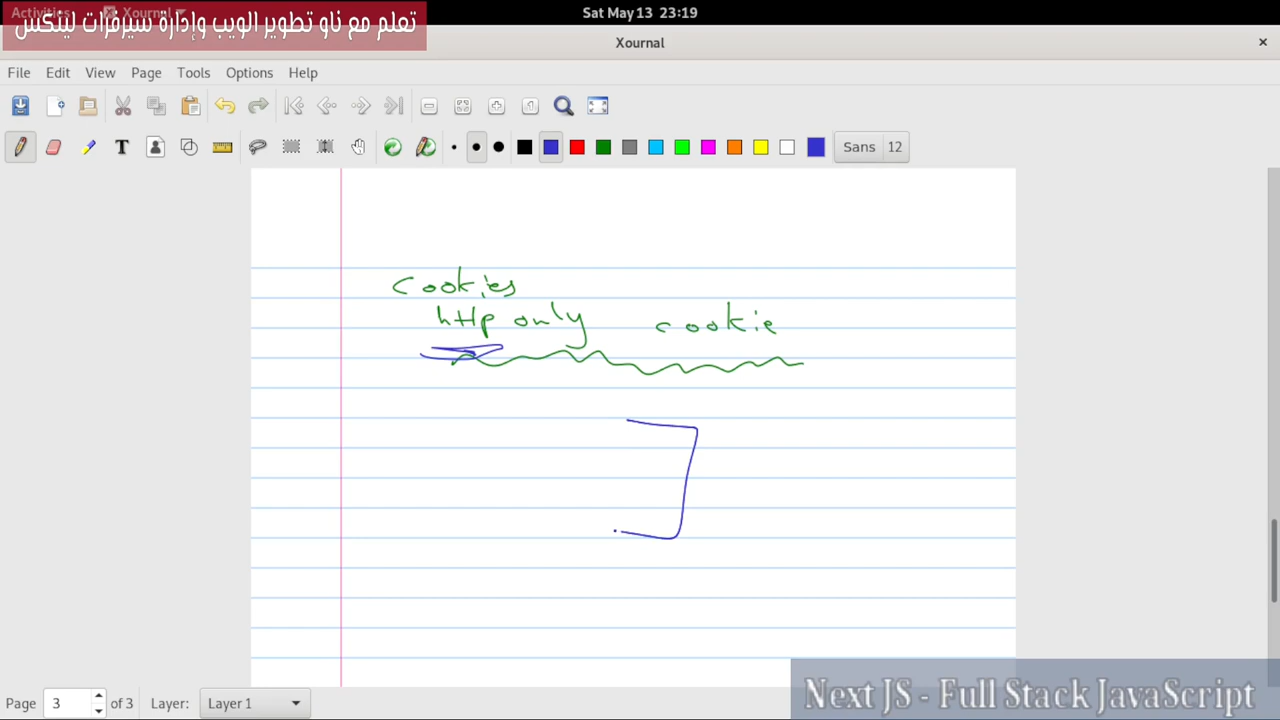 Activities
Xournal
Sat May 13 23:19
تعلم مع ناو تطوير الويب وإدارة سيرفرات لينكس
Xournal
File Edit View Page Tools Options Help
Sans 12
Cookies
http only cookie
Page 3 of 3 Layer: Layer 1
Next JS - Full Stack JavaScript